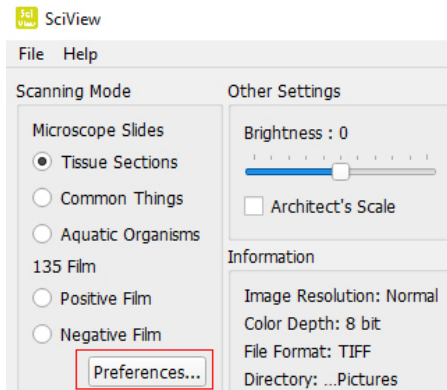 Sci View SciView
File Help
Scanning Mode
Microscope Slides
Tissue Sections
Common Things
Aquatic Organisms
135 Film
Positive Film
Negative Film
Preferences...
Other Settings
Brightness : 0
Architect's Scale
Information
Image Resolution: Normal
Color Depth: 8 bit
File Format: TIFF
Directory: ...Pictures